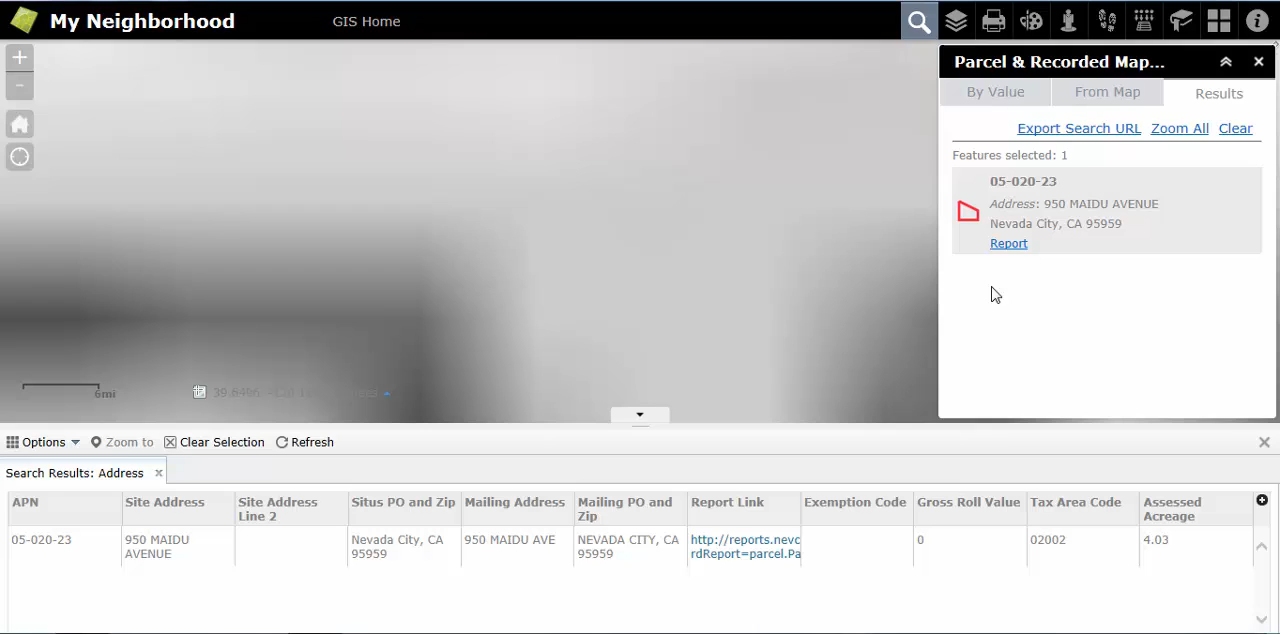 My Neighborhood
GIS Home
Parcel & Recorded Map...
By Value
From Map
Results
Export Search URL
Zoom All
Clear
Features selected: 1
05-020-23
Address: 950 MAIDU AVENUE
Nevada City, CA 95959
Report
6mi
Options
Zoom to
Clear Selection
Refresh
Search Results: Address
APN
Site Address
Site Address
Line 2
Situs PO and Zip
Mailing Address
Mailing PO and
Zip
Report Link
Exemption Code
Gross Roll Value
Tax Area Code
Assessed
Acreage
05-020-23
950 MAIDU
AVENUE
Nevada City, CA
95959
950 MAIDU AVE
NEVADA CITY, CA
95959
http://reports.nevc
rdReport=parcel.Pa
0
02002
4.03